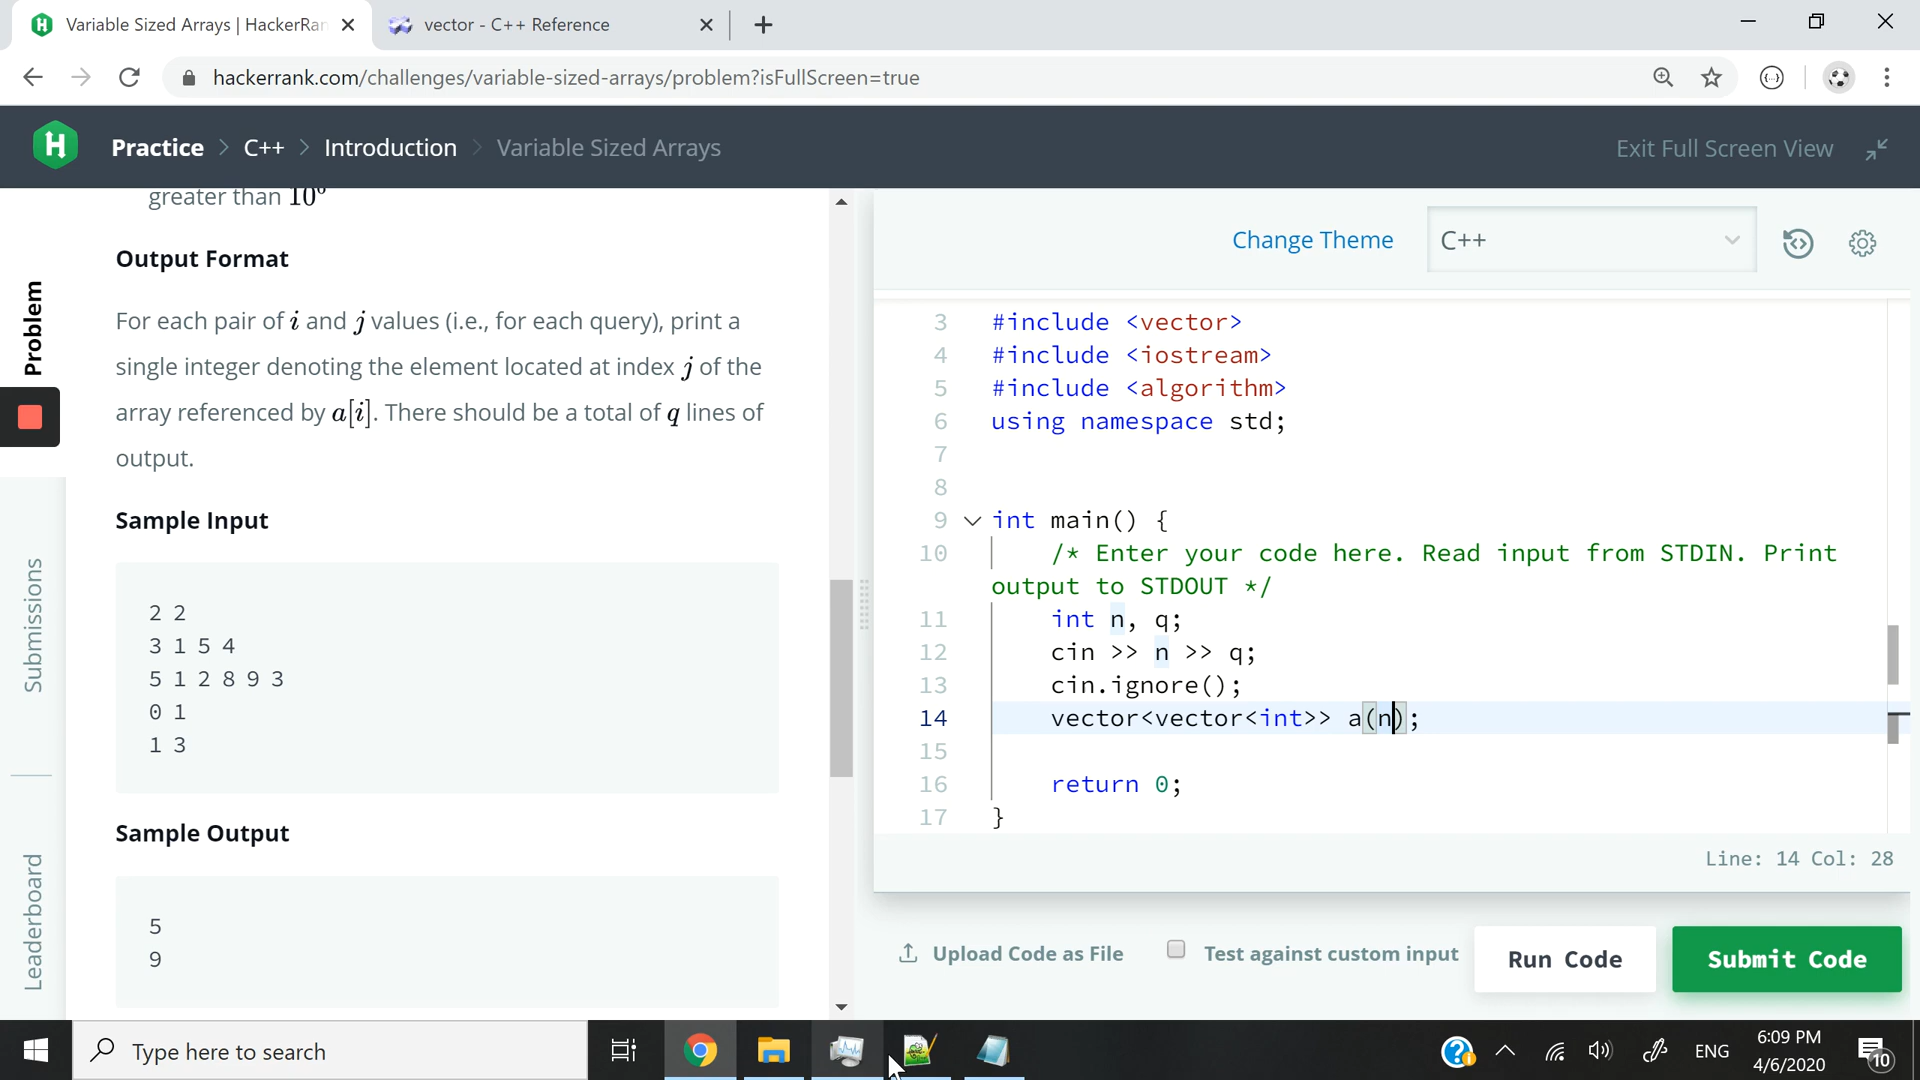 Variable Sized Arrays | HackerRan
vector - C++ Reference
hackerrank.com/challenges/variable-sized-arrays/problem?isFullScreen=true
H
Practice > C++ > Introduction > Variable Sized Arrays
Exit Full Screen View
Problem
Submissions
Leaderboard
greater than
Output Format
For each pair of i and j values (i.e., for each query), print a
single integer denoting the element located at index j of the
array referenced by a[i]. There should be a total of q lines of
output.
Sample Input
2 2
3 1 5 4
5 1 2 8 9 3
0 1
1 3
Sample Output
5
9
Change Theme
C++
3 #include <vector>
4 #include <iostream>
5 #include <algorithm>
6 using namespace std;
7
8
9 int main() {
10 /* Enter your code here. Read input from STDIN. Print
output to STDOUT */
11 int n, q;
12 cin >> n >> q;
13 cin.ignore();
14 vector<vector<int>> a(n);
15
16 return 0;
17 }
Line: 14 Col: 28
Upload Code as File
Test against custom input
Run Code
Submit Code
Type here to search
ENG
6:09 PM
4/6/2020
10